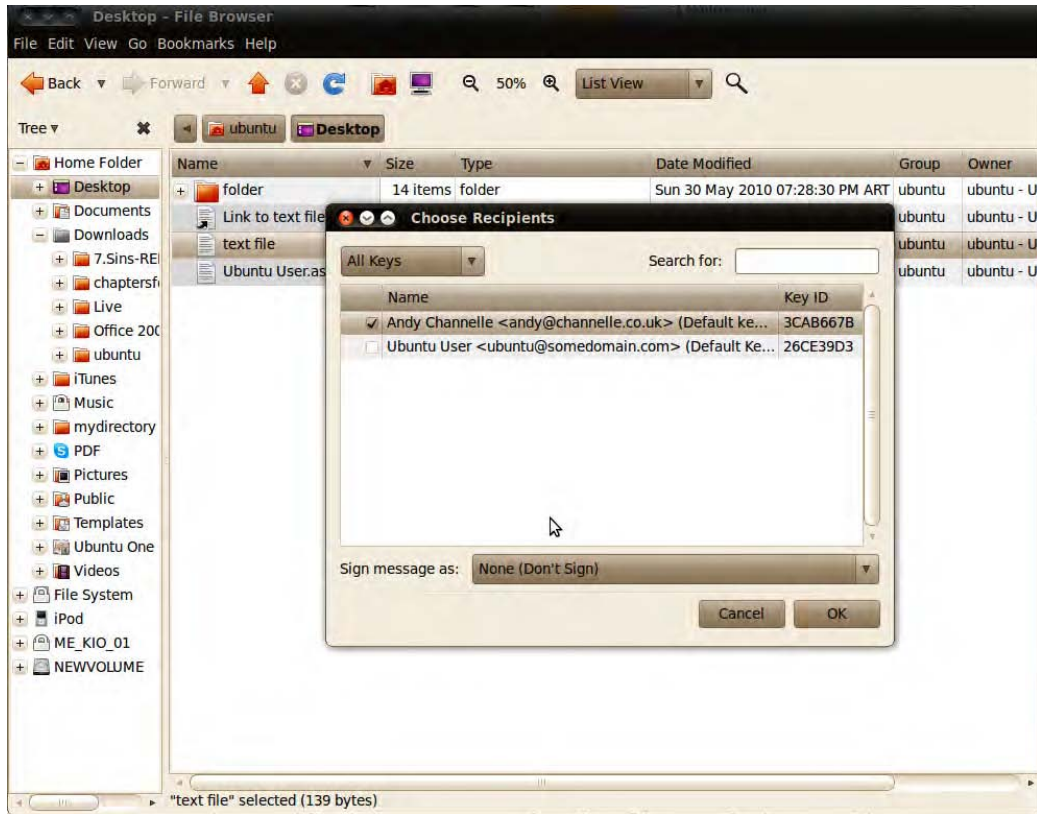 Desktop – File Browser
File Edit View Go Bookmarks Help
Back Forward 50% List View
Tree ubuntu Desktop
Home Folder
Desktop
Documents
Downloads
7.Sins-REI
chaptersf
Live
Office 200
ubuntu
iTunes
Music
mydirectory
PDF
Pictures
Public
Templates
Ubuntu One
Videos
File System
iPod
ME_KIO_01
NEWVOLUME
Name Size Type Date Modified Group Owner
folder 14 items folder Sun 30 May 2010 07:28:30 PM ART ubuntu ubuntu - U
Link to text file ubuntu ubuntu - U
text file ubuntu ubuntu - U
Ubuntu User.as ubuntu ubuntu - U
Choose Recipients
All Keys Search for:
Name Key ID
Andy Channelle <andy@channelle.co.uk> (Default ke... 3CAB667B
Ubuntu User <ubuntu@somedomain.com> (Default Ke... 26CE39D3
Sign message as: None (Don't Sign)
Cancel OK
"text file" selected (139 bytes)